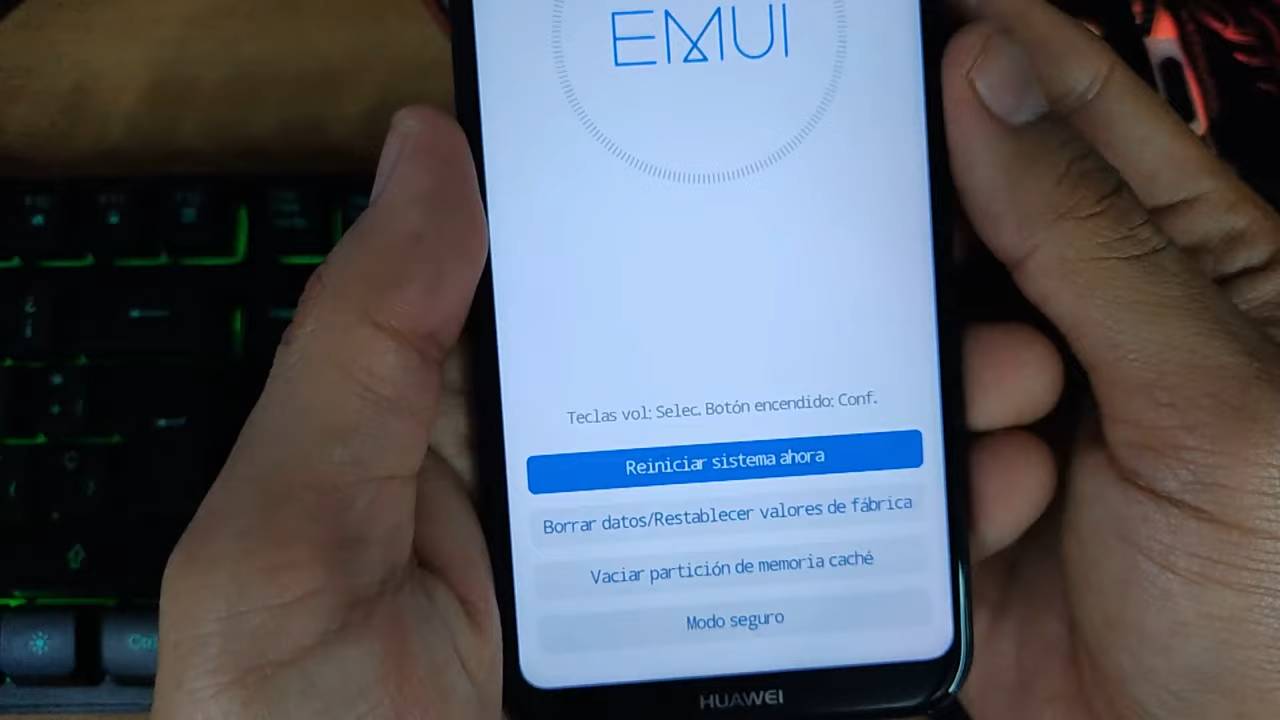 EMUI
Teclas vol: Selec. Botón encendido: Conf.
Reiniciar sistema ahora
Borrar datos/Restablecer valores de fábrica
Vaciar partición de memoria caché
Modo seguro
HUAWEI